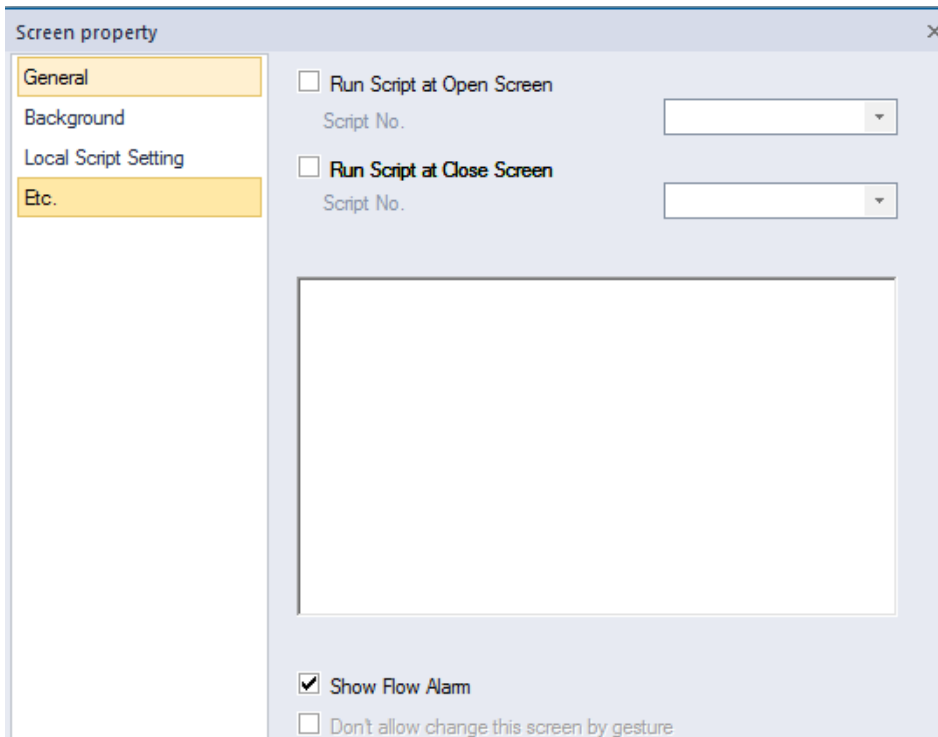 Screen property
General
Background
Local Script Setting
Etc.
Run Script at Open Screen
Script No.
Run Script at Close Screen
Script No.
Show Flow Alarm
Don't allow change this screen by gesture